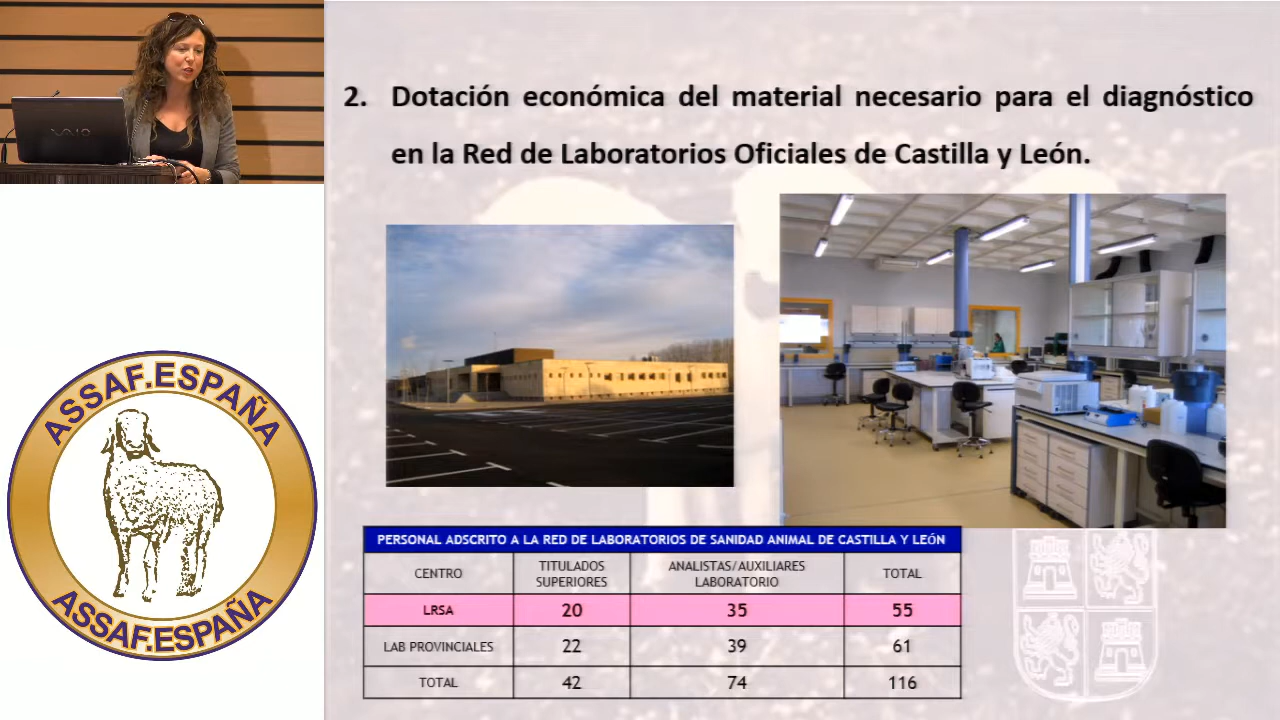 VAIO
2. Dotación económica del material necesario para el diagnóstico
en la Red de Laboratorios Oficiales de Castilla y León.
ASSAF.ESPAÑA
ASSAF.ESPAÑA
PERSONAL ADSCRITO A LA RED DE LABORATORIOS DE SANIDAD ANIMAL DE CASTILLA Y LEÓN
CENTRO TITULADOS SUPERIORES ANALISTAS/AUXILIARES LABORATORIO TOTAL
LRSA 20 35 55
LAB PROVINCIALES 22 39 61
TOTAL 42 74 116